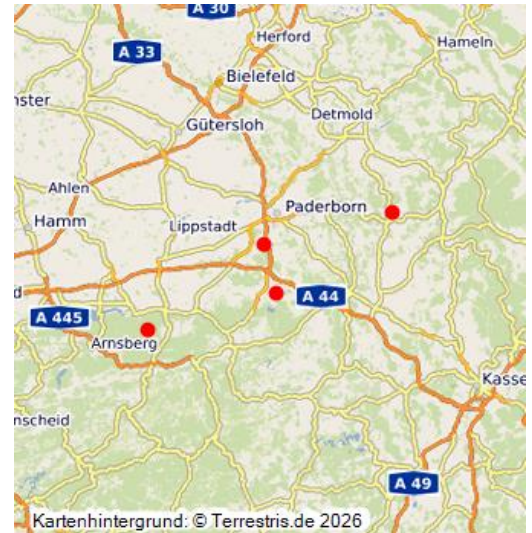 A 30
Herford
Hameln
A 33
Bielefeld
nster
Detmold
Gütersloh
Ahlen
Paderborn
Lippstadt
Hamm
d
A 44
A 445
Arnsberg
Kasse
nscheid
A 49
Kartenhintergrund: © Terrestris.de 2026